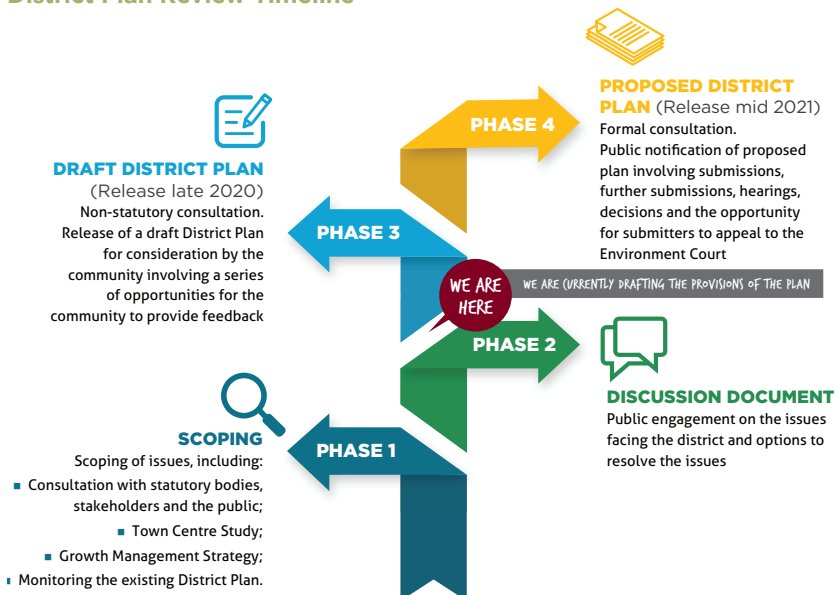 District Plan Review Timeline
PROPOSED DISTRICT
PLAN (Release mid 2021)
PHASE 4
Formal consultation.
Public notification of proposed
plan involving submissions,
further submissions, hearings,
decisions and the opportunity
for submitters to appeal to the
Environment Court
DRAFT DISTRICT PLAN
(Release late 2020)
Non-statutory consultation.
Release of a draft District Plan
for consideration by the
community involving a series
of opportunities for the
community to provide feedback
PHASE 3
WE ARE
HERE
WE ARE CURRENTLY DRAFTING THE PROVISIONS OF THE PLAN
PHASE 2
DISCUSSION DOCUMENT
Public engagement on the issues
facing the district and options to
resolve the issues
SCOPING
PHASE 1
Scoping of issues, including:
■ Consultation with statutory bodies,
stakeholders and the public;
■ Town Centre Study;
■ Growth Management Strategy;
■ Monitoring the existing District Plan.